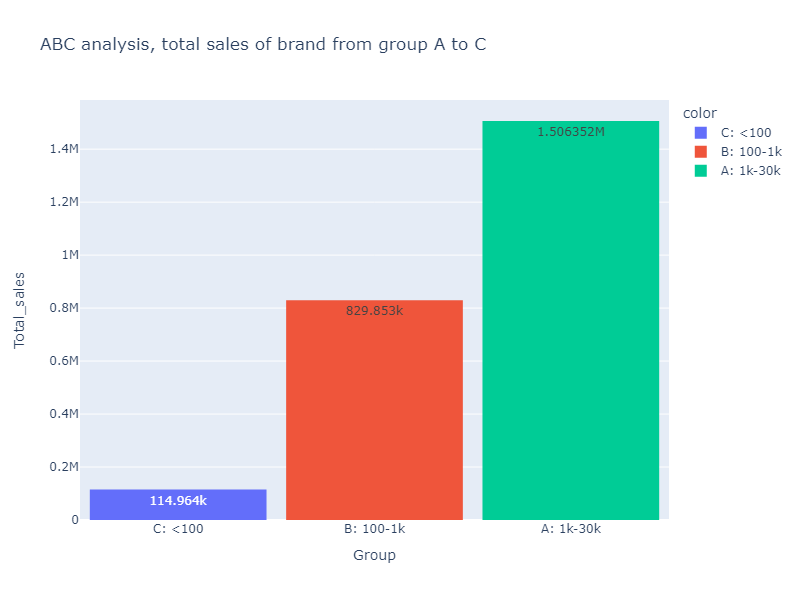 ABC analysis, total sales of brand from group A to C
color
C: <100
B: 100-1k
A: 1k-30k
Total_sales
1.4M
1.2M
1M
0.8M
0.6M
0.4M
0.2M
0
1.506352M
829.853k
114.964k
C: <100
B: 100-1k
A: 1k-30k
Group